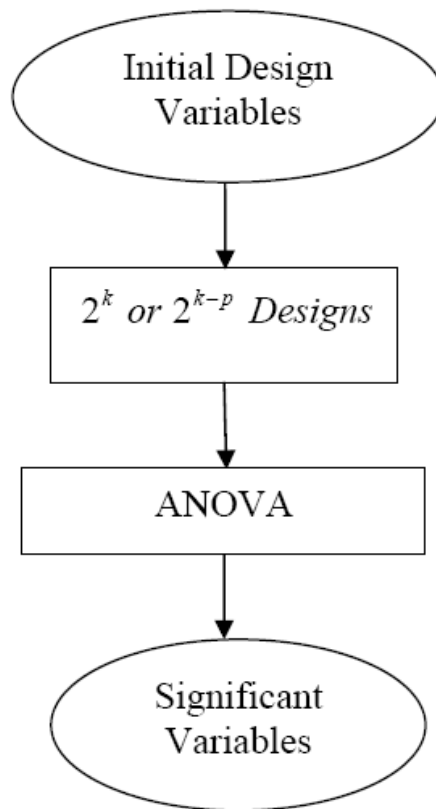 Initial Design
Variables
2^k or 2^{k-p} Designs
ANOVA
Significant
Variables